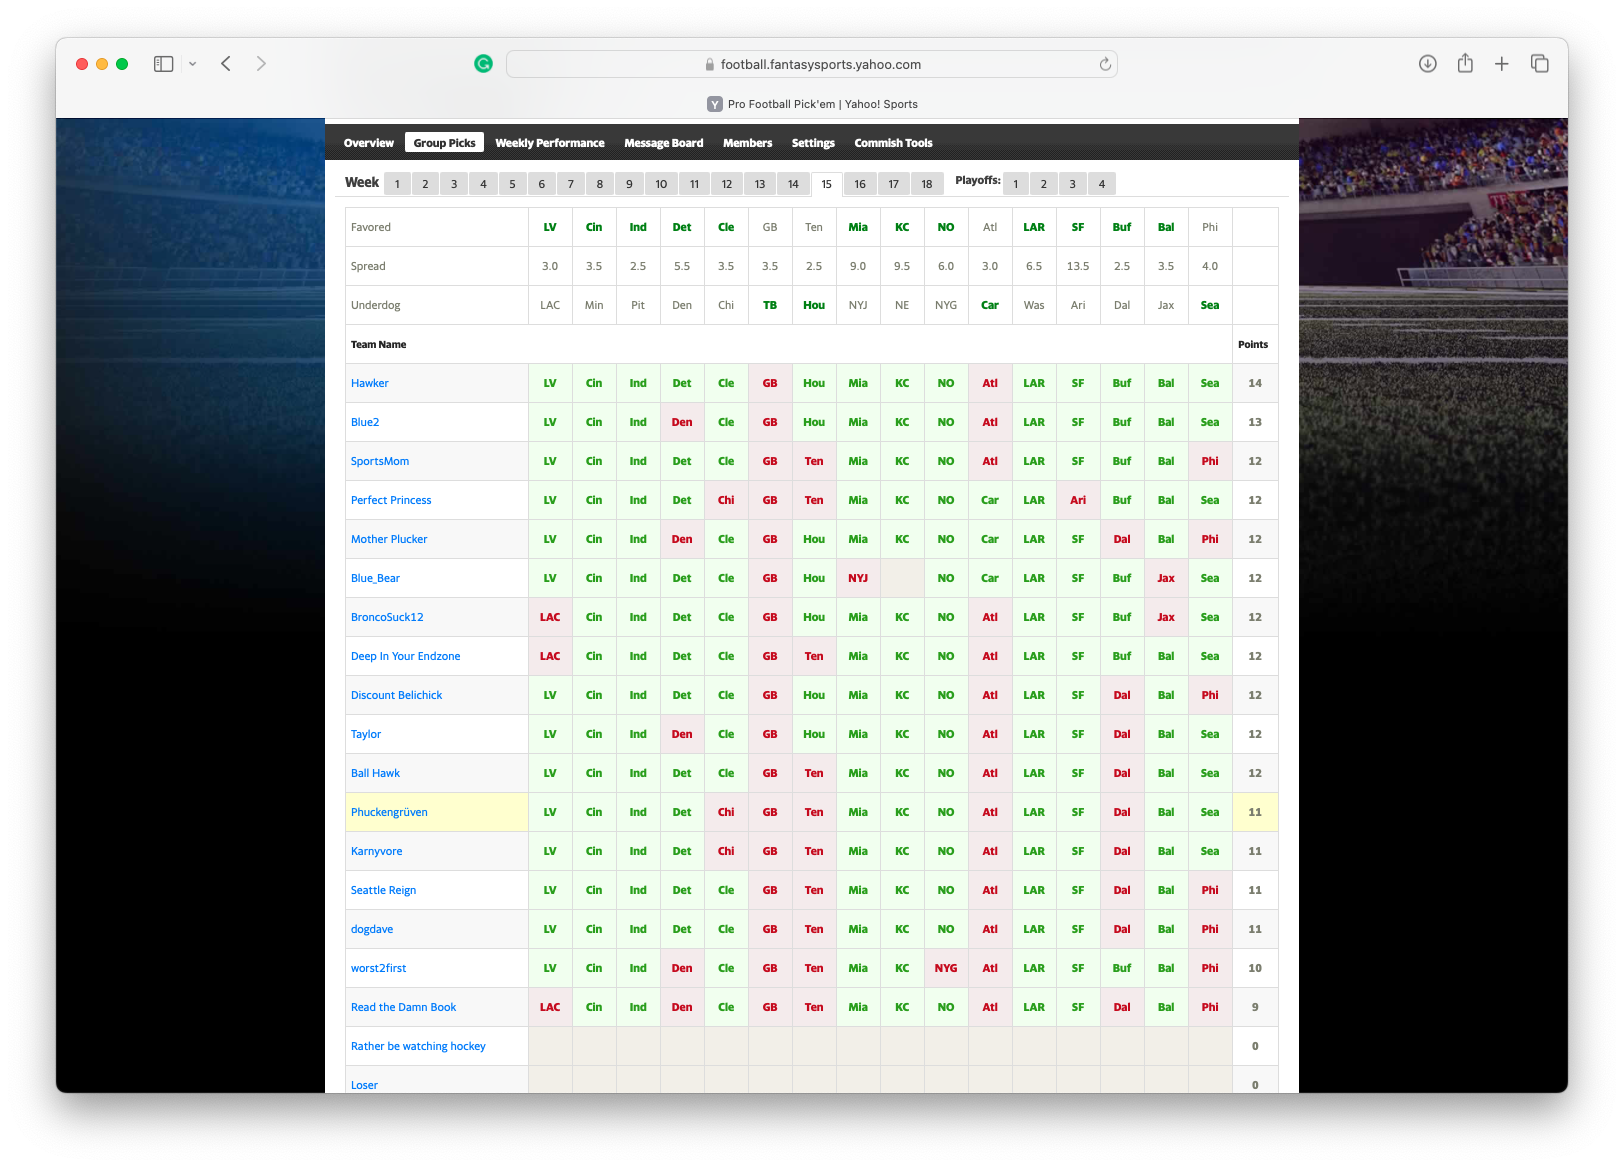 football.fantasysports.yahoo.com
Y Pro Football Pick'em | Yahoo! Sports
Overview Group Picks Weekly Performance Message Board Members Settings Commish Tools
Week 1 2 3 4 5 6 7 8 9 10 11 12 13 14 15 16 17 18 Playoffs: 1 2 3 4
Favored LV Cin Ind Det Cle GB Ten Mia KC NO Atl LAR SF Buf Bal Phi
Spread 3.0 3.5 2.5 5.5 3.5 3.5 2.5 9.0 9.5 6.0 3.0 6.5 13.5 2.5 3.5 4.0
Underdog LAC Min Pit Den Chi TB Hou NYJ NE NYG Car Was Ari Dal Jax Sea
Team Name Points
Hawker LV Cin Ind Det Cle GB Hou Mia KC NO Atl LAR SF Buf Bal Sea 14
Blue2 LV Cin Ind Den Cle GB Hou Mia KC NO Atl LAR SF Buf Bal Sea 13
SportsMom LV Cin Ind Det Cle GB Ten Mia KC NO Atl LAR SF Buf Bal Phi 12
Perfect Princess LV Cin Ind Det Chi GB Ten Mia KC NO Car LAR Ari Buf Bal Sea 12
Mother Plucker LV Cin Ind Den Cle GB Hou Mia KC NO Car LAR SF Dal Bal Phi 12
Blue_Bear LV Cin Ind Det Cle GB Hou NYJ NO Car LAR SF Buf Jax Sea 12
BroncoSuck12 LAC Cin Ind Det Cle GB Hou Mia KC NO Atl LAR SF Buf Jax Sea 12
Deep In Your Endzone LAC Cin Ind Det Cle GB Ten Mia KC NO Atl LAR SF Buf Bal Sea 12
Discount Belichick LV Cin Ind Det Cle GB Hou Mia KC NO Atl LAR SF Dal Bal Phi 12
Taylor LV Cin Ind Den Cle GB Hou Mia KC NO Atl LAR SF Dal Bal Sea 12
Ball Hawk LV Cin Ind Det Cle GB Ten Mia KC NO Atl LAR SF Dal Bal Sea 12
Phuckengrüven LV Cin Ind Det Chi GB Ten Mia KC NO Atl LAR SF Dal Bal Sea 11
Karnyvore LV Cin Ind Det Chi GB Ten Mia KC NO Atl LAR SF Dal Bal Sea 11
Seattle Reign LV Cin Ind Det Cle GB Ten Mia KC NO Atl LAR SF Dal Bal Phi 11
dogdave LV Cin Ind Det Cle GB Ten Mia KC NO Atl LAR SF Dal Bal Phi 11
worst2first LV Cin Ind Den Cle GB Ten Mia KC NYG Atl LAR SF Buf Bal Phi 10
Read the Damn Book LAC Cin Ind Den Cle GB Ten Mia KC NO Atl LAR SF Dal Bal Phi 9
Rather be watching hockey 0
Loser 0